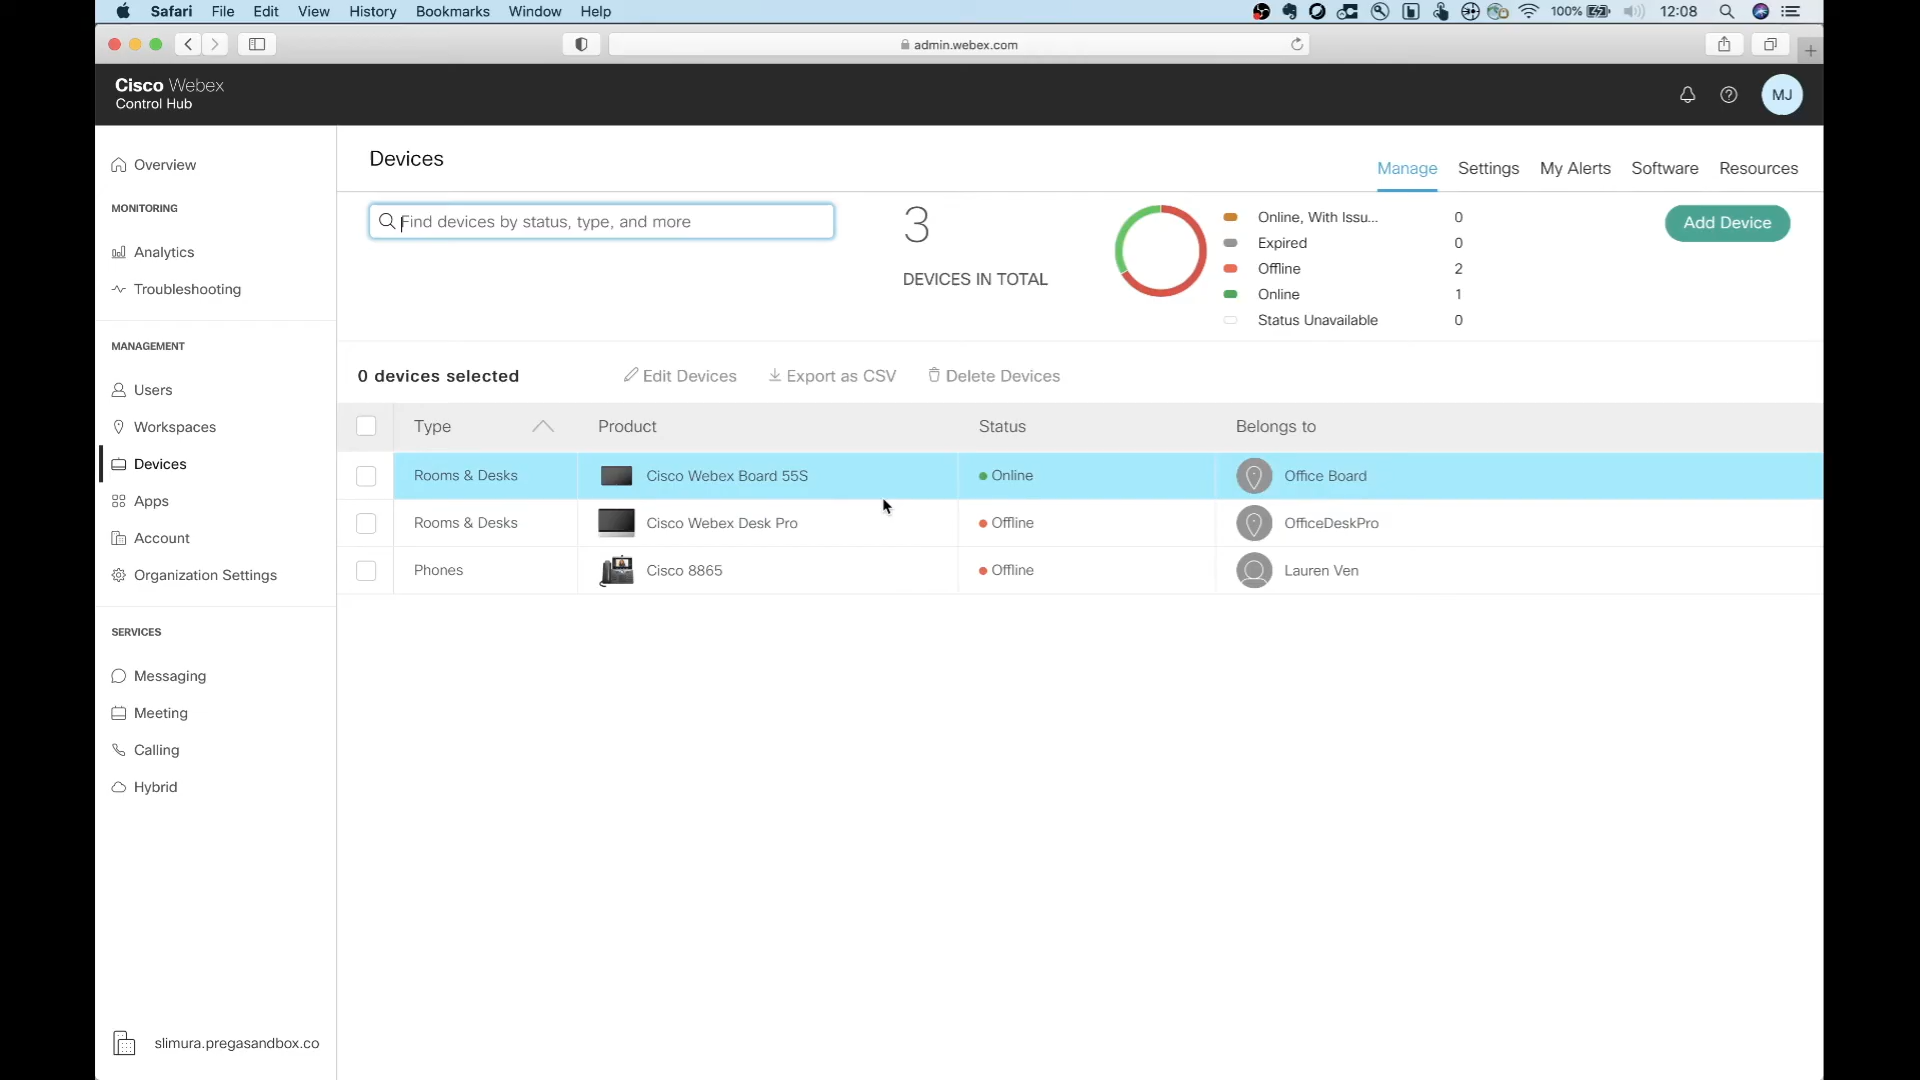 Safari File Edit View History Bookmarks Window Help 100% 12:08
admin.webex.com
Cisco Webex
Control Hub
MJ
Overview
MONITORING
Analytics
Troubleshooting
MANAGEMENT
Users
Workspaces
Devices
Apps
Account
Organization Settings
SERVICES
Messaging
Meeting
Calling
Hybrid
slimura.pregasandbox.co
Devices
Manage Settings My Alerts Software Resources
Find devices by status, type, and more
3
DEVICES IN TOTAL
Online, With Issu... 0
Expired 0
Offline 2
Online 1
Status Unavailable 0
Add Device
0 devices selected Edit Devices Export as CSV Delete Devices
Type Product Status Belongs to
Rooms & Desks Cisco Webex Board 55S Online Office Board
Rooms & Desks Cisco Webex Desk Pro Offline OfficeDeskPro
Phones Cisco 8865 Offline Lauren Ven